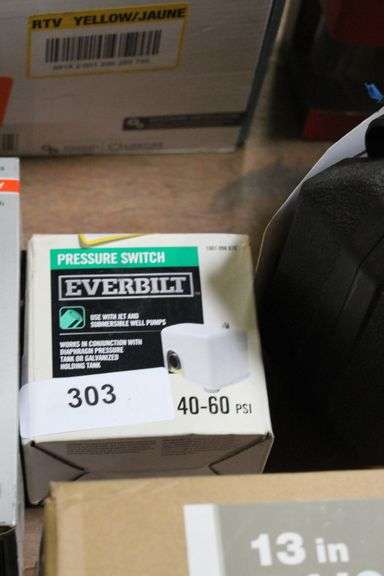 RTV YELLOW/JAUNE
PRESSURE SWITCH
EVERBILT
USE WITH JET AND
SUBMERSIBLE WELL PUMPS
WORKS IN CONJUNCTION WITH
DIAPHRAGM PRESSURE
TANK OR GALVANIZED
HOLDING TANK
303
40-60 PSI
13 in